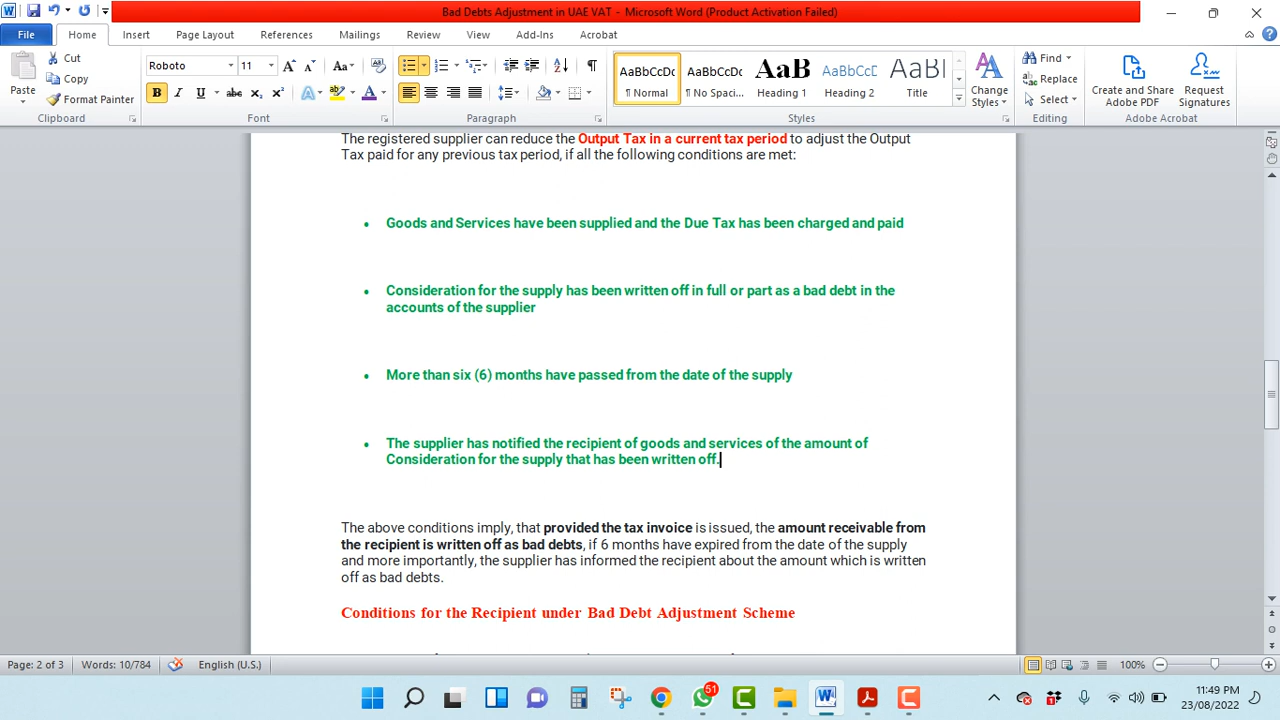 Bad Debts Adjustment in UAE VAT - Microsoft Word (Product Activation Failed)
File Home Insert Page Layout References Mailings Review View Add-Ins Acrobat
Paste
Cut
Copy
Format Painter
Clipboard
Roboto 11
Font
Paragraph
AaBbCcDc AaBbCcDc AaB AaBbCcD AaBb
¶ Normal ¶ No Spaci... Heading 1 Heading 2 Title
Change Styles
Styles
Find
Replace
Select
Editing
Create and Share Adobe PDF
Request Signatures
Adobe Acrobat
The registered supplier can reduce the Output Tax in a current tax period to adjust the Output
Tax paid for any previous tax period, if all the following conditions are met:
• Goods and Services have been supplied and the Due Tax has been charged and paid
• Consideration for the supply has been written off in full or part as a bad debt in the
accounts of the supplier
• More than six (6) months have passed from the date of the supply
• The supplier has notified the recipient of goods and services of the amount of
Consideration for the supply that has been written off.
The above conditions imply, that provided the tax invoice is issued, the amount receivable from
the recipient is written off as bad debts, if 6 months have expired from the date of the supply
and more importantly, the supplier has informed the recipient about the amount which is written
off as bad debts.
Conditions for the Recipient under Bad Debt Adjustment Scheme
Page: 2 of 3 Words: 10/784 English (U.S.) 100%
51
11:49 PM
23/08/2022